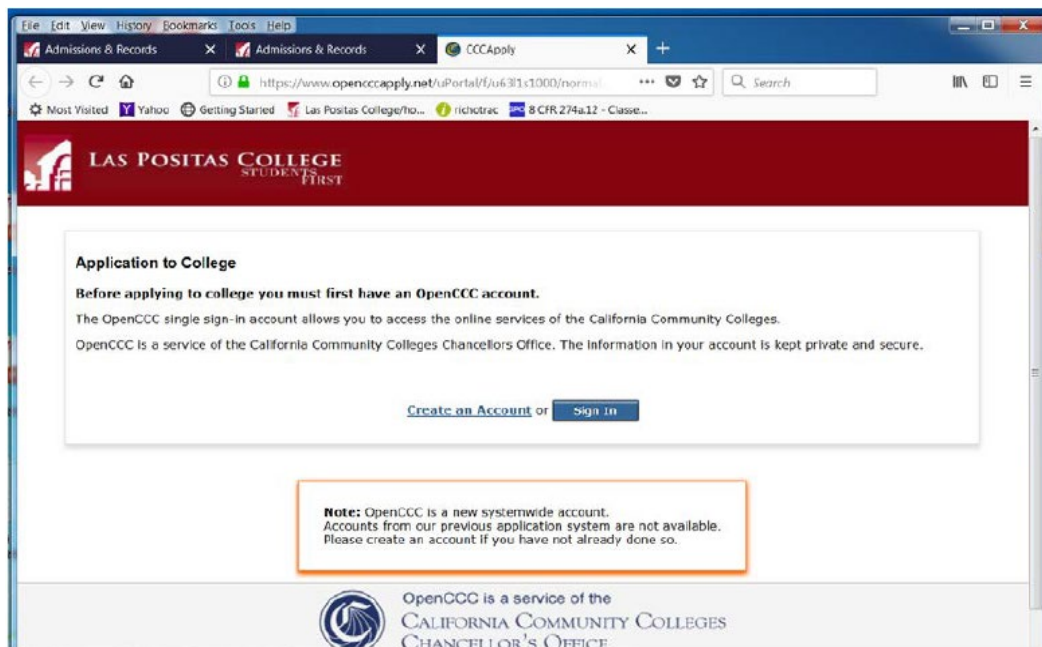 File Edit View History Bookmarks Tools Help
Admissions & Records Admissions & Records CCCApply
https://www.opencccapply.net/uPortal/f/u63l1s1000/normal Search
Most Visited Yahoo Getting Started Las Positas College/ho... richotrac 8 CFR 274a.12 - Classe...
LAS POSITAS COLLEGE
STUDENTS
FIRST
Application to College
Before applying to college you must first have an OpenCCC account.
The OpenCCC single sign-in account allows you to access the online services of the California Community Colleges.
OpenCCC is a service of the California Community Colleges Chancellors Office. The information in your account is kept private and secure.
Create an Account or Sign In
Note: OpenCCC is a new systemwide account.
Accounts from our previous application system are not available.
Please create an account if you have not already done so.
OpenCCC is a service of the
CALIFORNIA COMMUNITY COLLEGES
CHANCELLOR'S OFFICE